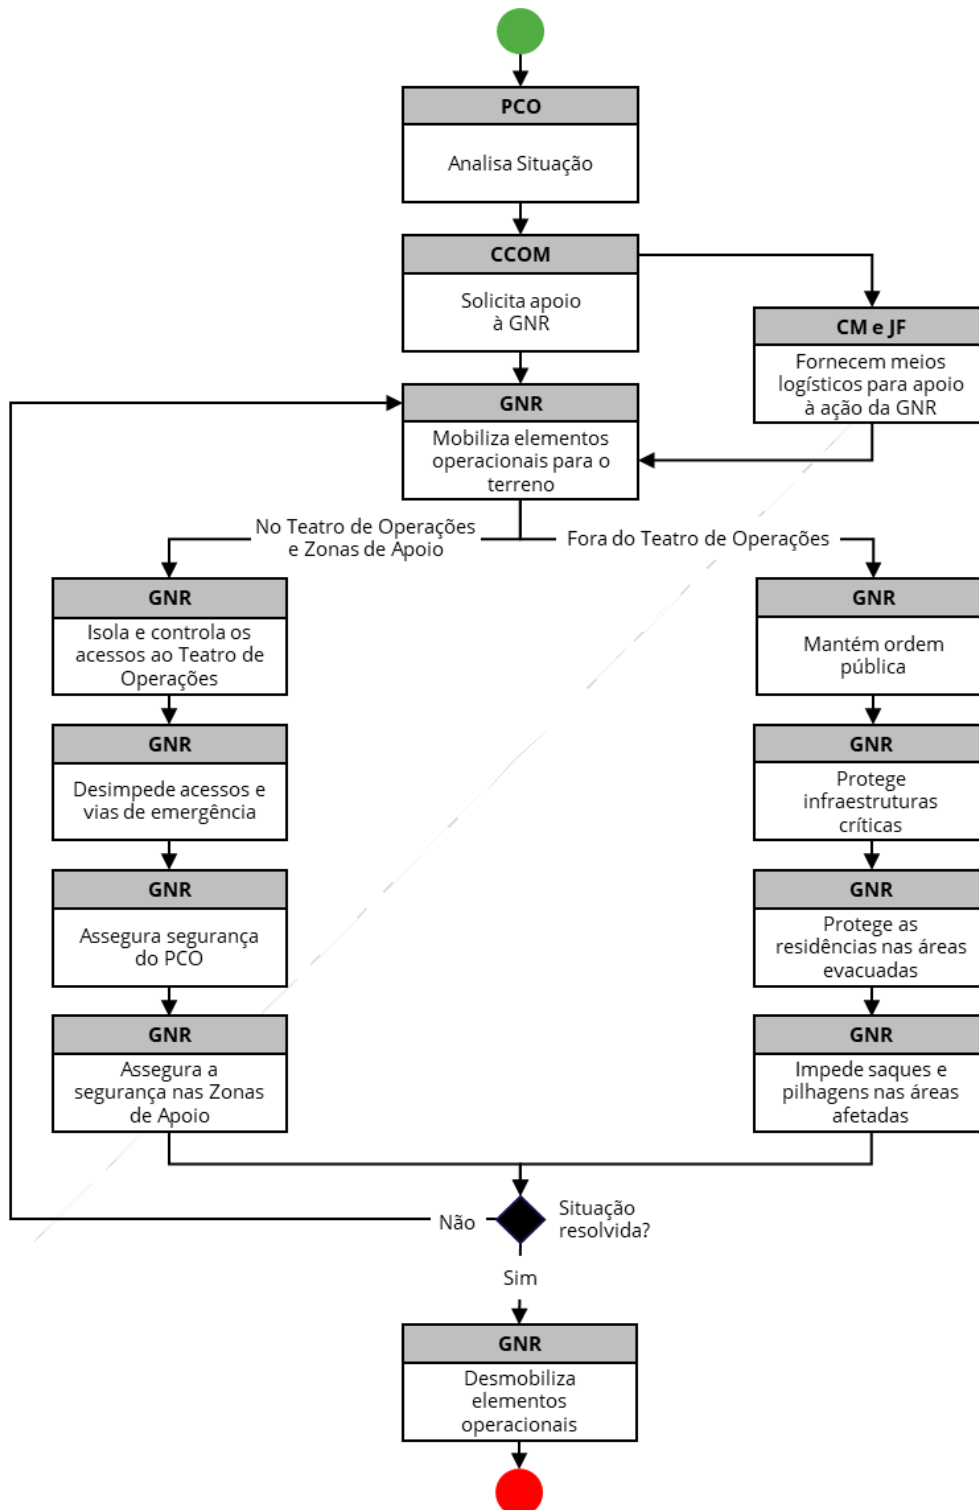 PCO
Analisa Situação
CCOM
Solicita apoio
à GNR
CM e JF
Fornecem meios
logísticos para apoio
à ação da GNR
GNR
Mobiliza elementos
operacionais para o
terreno
No Teatro de Operações
e Zonas de Apoio
Fora do Teatro de Operações
GNR
Isola e controla os
acessos ao Teatro de
Operações
GNR
Mantém ordem
pública
GNR
Desimpede acessos e
vias de emergência
GNR
Protege
infraestruturas
críticas
GNR
Assegura segurança
do PCO
GNR
Protege as
residências nas áreas
evacuadas
GNR
Assegura a
segurança nas Zonas
de Apoio
GNR
Impede saques e
pilhagens nas áreas
afetadas
Não
Situação
resolvida?
Sim
GNR
Desmobiliza
elementos
operacionais